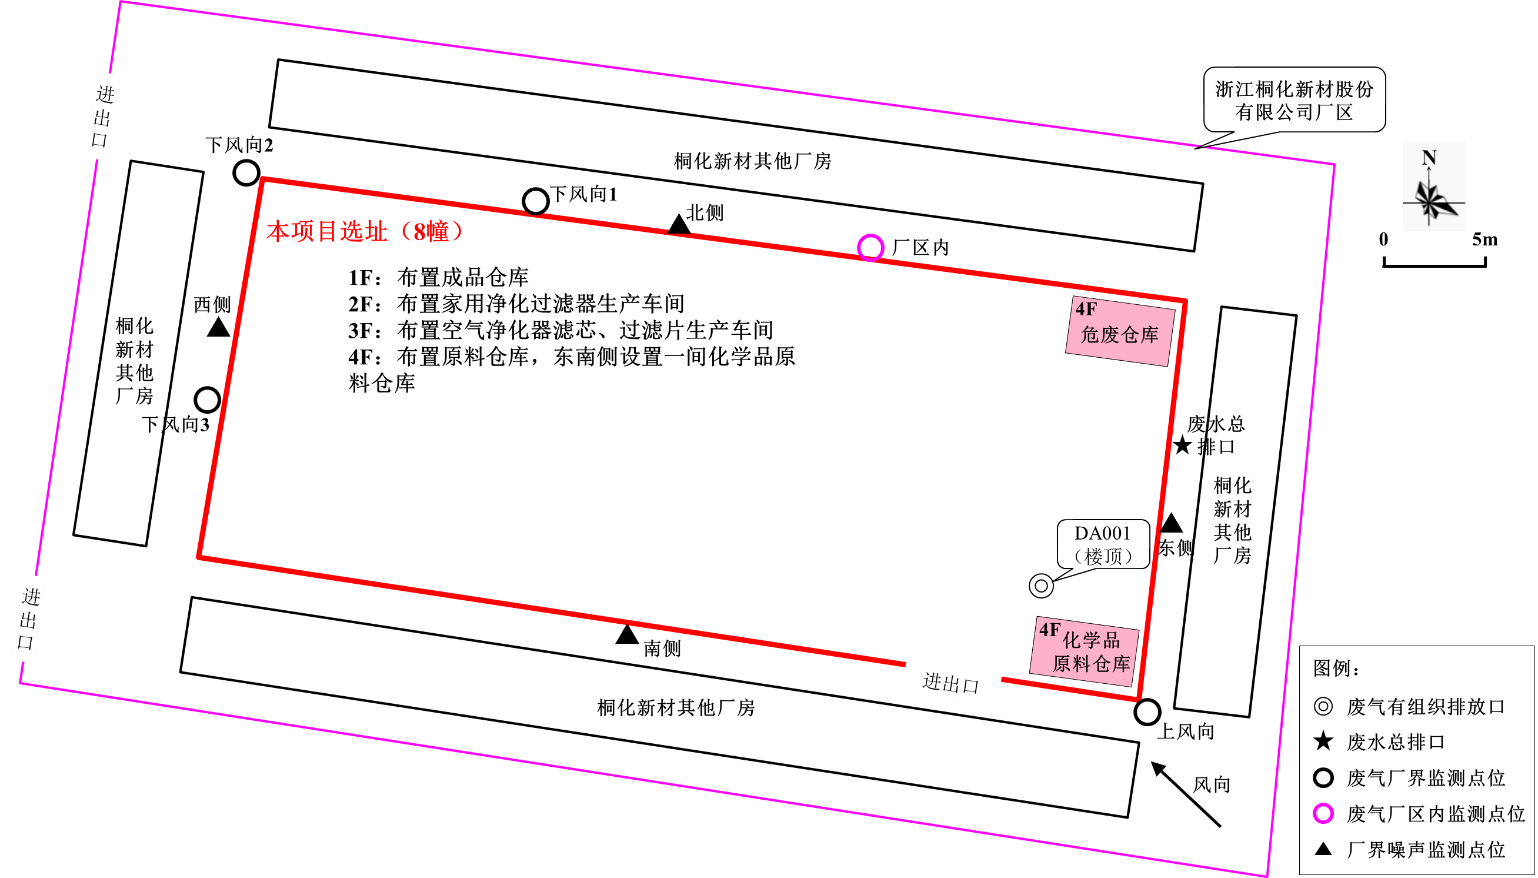 进
出
口
浙江桐化新材股份
有限公司厂区
下风向2
桐化新材其他厂房
N
下风向1
北侧
本项目选址（8幢）
厂区内
0 5m
1F：布置成品仓库
2F：布置家用净化过滤器生产车间
3F：布置空气净化器滤芯、过滤片生产车间
4F：布置原料仓库，东南侧设置一间化学品原
料仓库
西侧
桐化
新材
其他
厂房
4F
危废仓库
下风向3
废水总
排口
桐化
新材
其他
厂房
DA001
（楼顶）
东侧
进
出
口
4F
化学品
原料仓库
南侧
进出口
桐化新材其他厂房
上风向
风向
图例：
废气有组织排放口
废水总排口
废气厂界监测点位
废气厂区内监测点位
厂界噪声监测点位